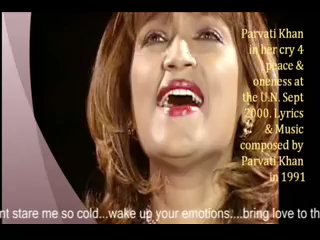 Parvati Khan
in her cry 4
peace &
oneness at
the U.N. Sept
2000. Lyrics
& Music
composed by
Parvati Khan
in 1991
nt stare me so cold...wake up your emotions....bring love to th